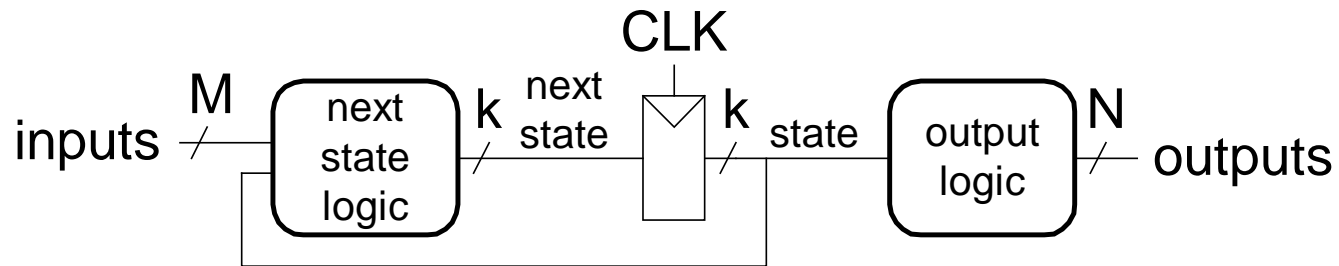 CLK
inputs
M
next
state
logic
k
next
state
k
state
output
logic
N
outputs